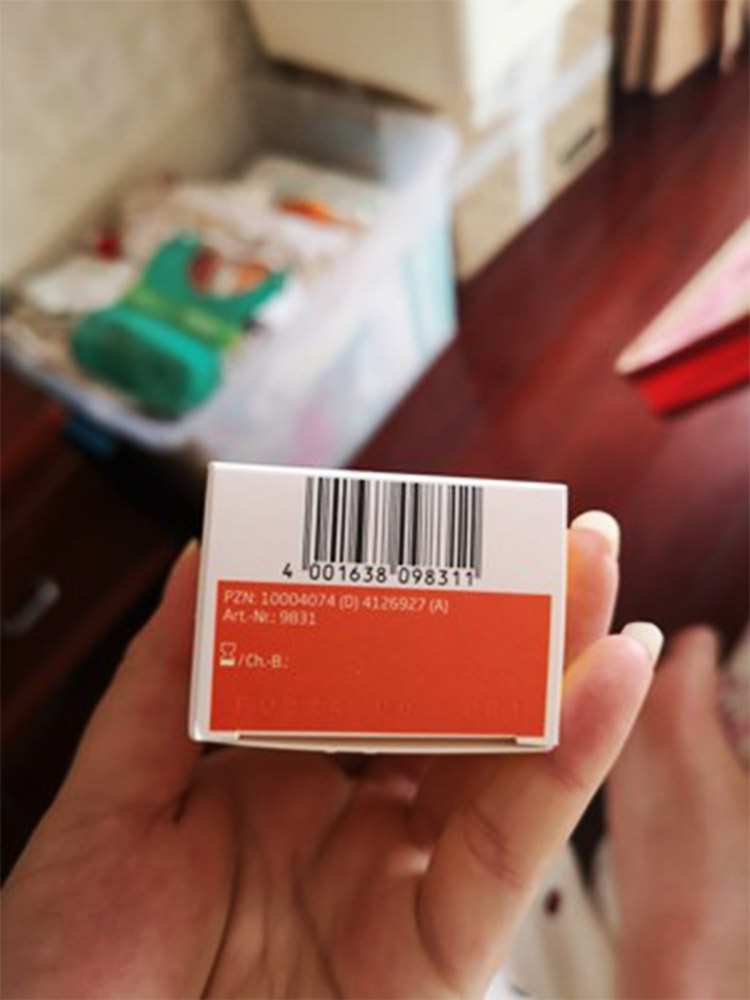 4 001638 098311
PZN: 10004074 (D) 4126927 (A)
Art.-Nr.: 9831
/Ch.-B.: